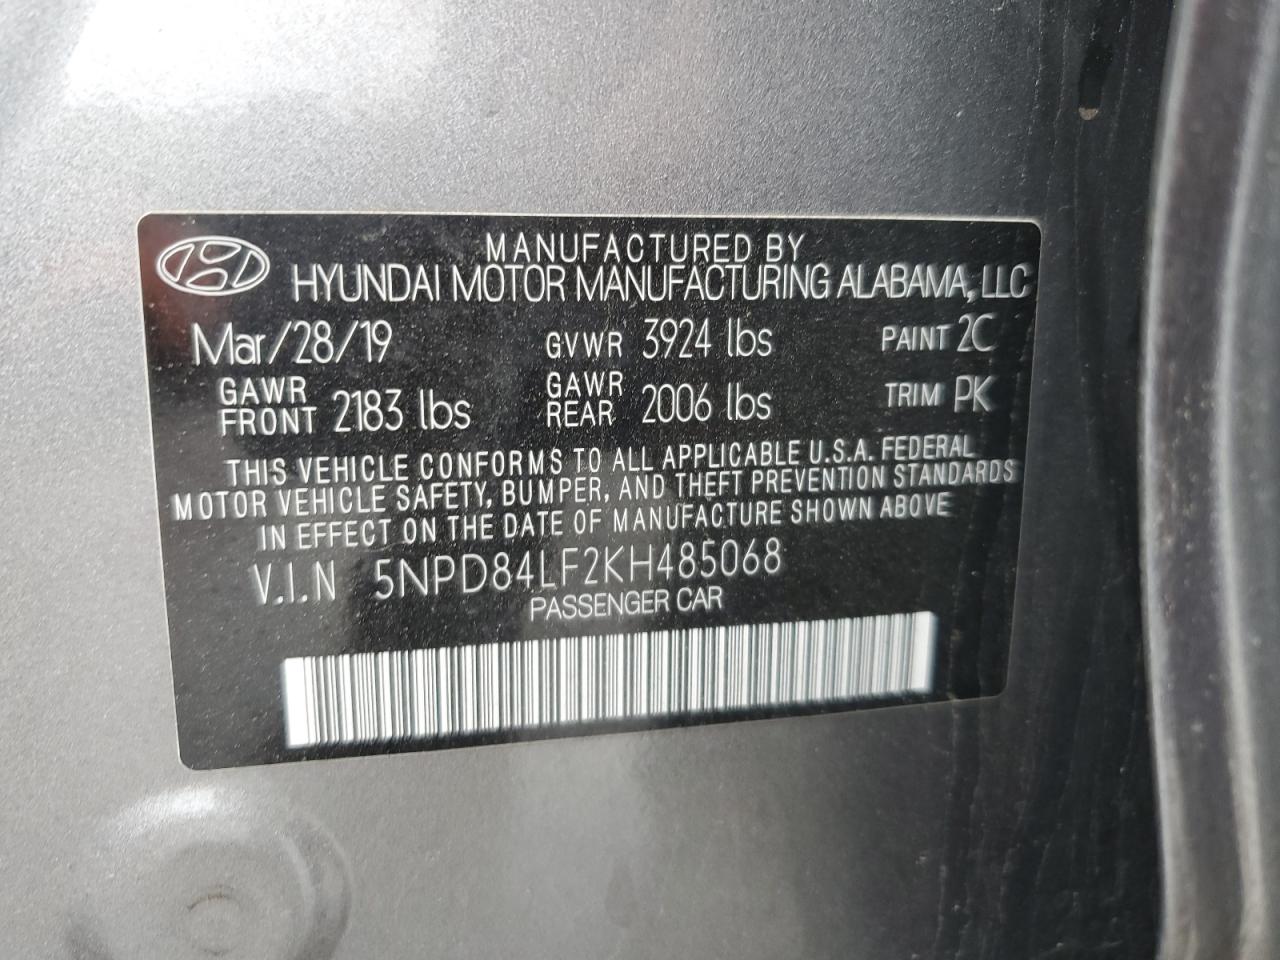 MANUFACTURED BY
HYUNDAI MOTOR MANUFACTURING ALABAMA, LLC
Mar/28/19 GVWR 3924 lbs PAINT 2C
GAWR FRONT 2183 lbs GAWR REAR 2006 lbs TRIM PK
THIS VEHICLE CONFORMS TO ALL APPLICABLE U.S.A. FEDERAL
MOTOR VEHICLE SAFETY, BUMPER, AND THEFT PREVENTION STANDARDS
IN EFFECT ON THE DATE OF MANUFACTURE SHOWN ABOVE
V.I.N 5NPD84LF2KH485068
PASSENGER CAR